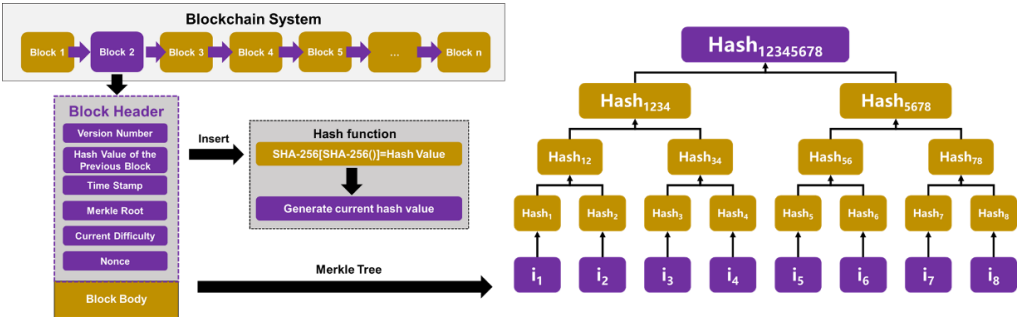 Blockchain System
Block 1
Block 2
Block 3
Block 4
Block 5
...
Block n
Block Header
Version Number
Hash Value of the
Previous Block
Time Stamp
Merkle Root
Current Difficulty
Nonce
Block Body
Insert
Hash function
SHA-256[SHA-256()]=Hash Value
Generate current hash value
Merkle Tree
Hash12345678
Hash1234
Hash5678
Hash12
Hash34
Hash56
Hash78
Hash1
Hash2
Hash3
Hash4
Hash5
Hash6
Hash7
Hash8
i1
i2
i3
i4
i5
i6
i7
i8